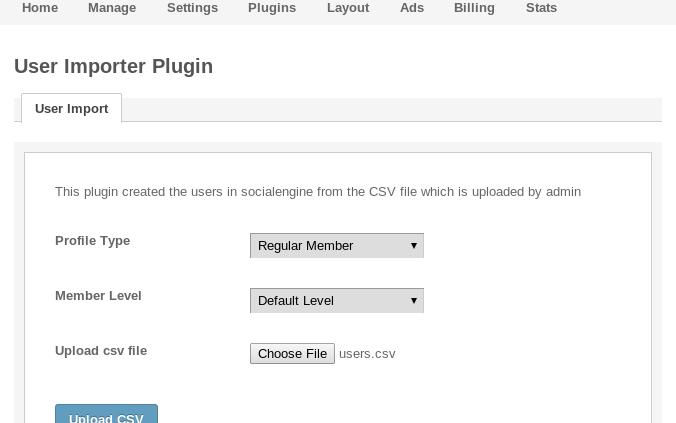 Home Manage Settings Plugins Layout Ads Billing Stats
User Importer Plugin
User Import
This plugin created the users in socialengine from the CSV file which is uploaded by admin
Profile Type Regular Member
Member Level Default Level
Upload csv file Choose File users.csv
Upload CSV